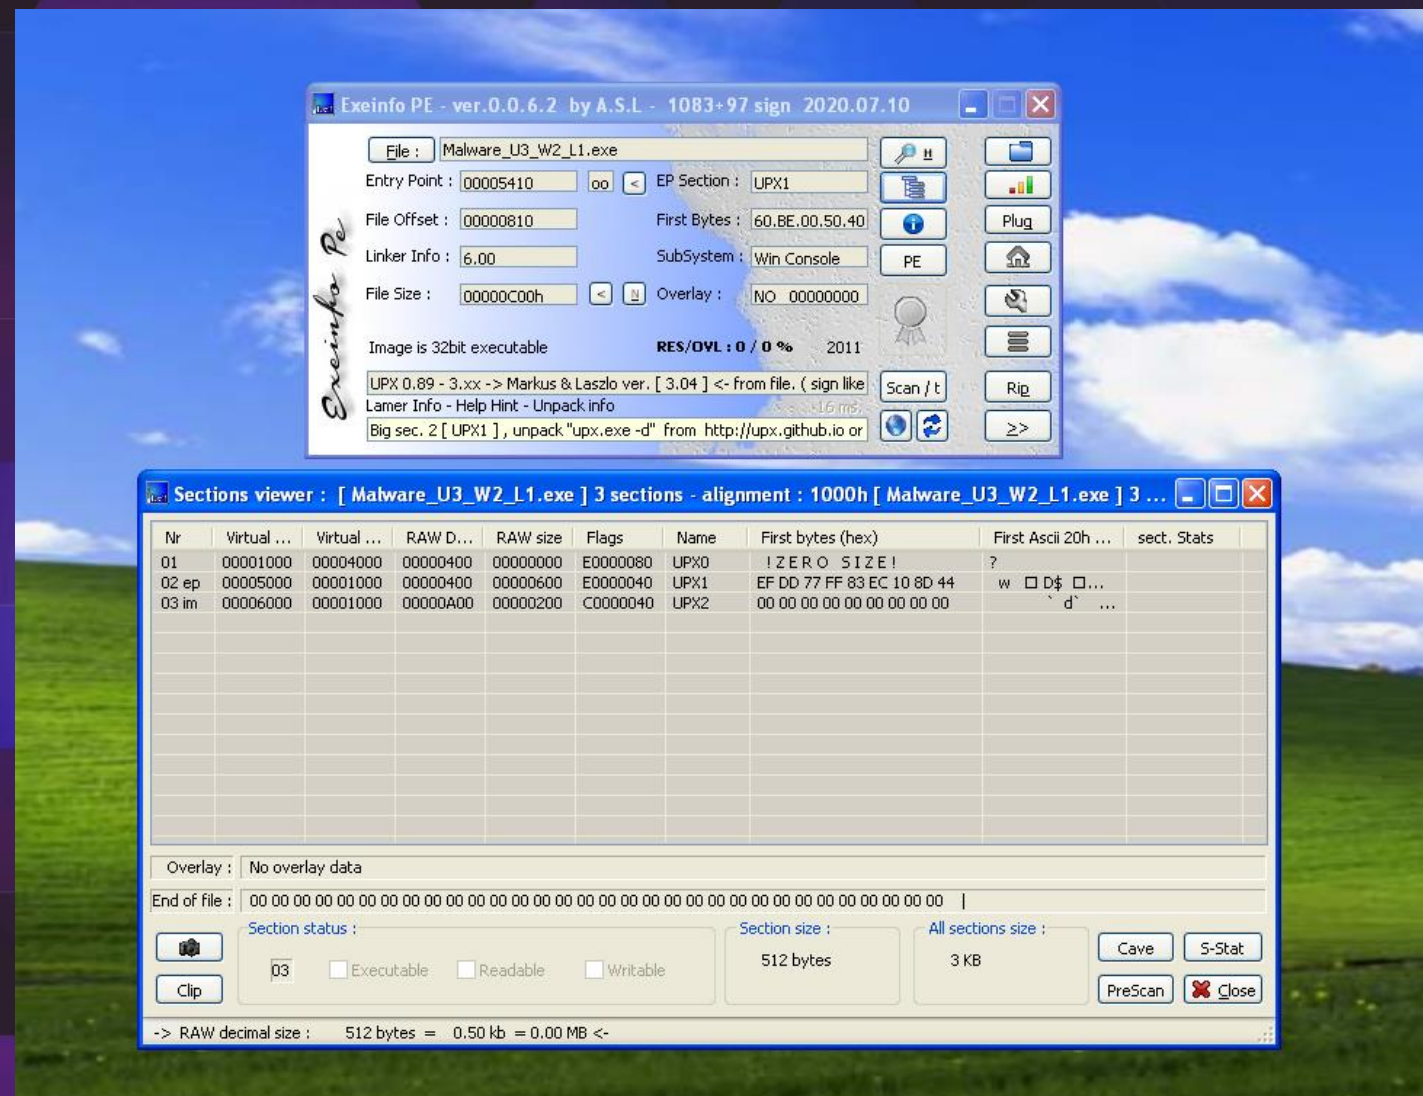 Exeinfo PE - ver.0.0.6.2 by A.S.L - 1083+97 sign 2020.07.10
Exeinfo Pe
File : Malware_U3_W2_L1.exe H
Entry Point : 00005410 oo < EP Section : UPX1
File Offset : 00000810 First Bytes : 60.BE.00.50.40 Plug
Linker Info : 6.00 SubSystem : Win Console PE
File Size : 00000C00h < N Overlay : NO 00000000
Image is 32bit executable RES/OVL : 0 / 0 % 2011
UPX 0.89 - 3.xx -> Markus & Laszlo ver. [ 3.04 ] <- from file. ( sign like Scan / t Rip
Lamer Info - Help Hint - Unpack info 16 ms.
Big sec. 2 [ UPX1 ] , unpack "upx.exe -d" from http://upx.github.io or >>
Sections viewer : [ Malware_U3_W2_L1.exe ] 3 sections - alignment : 1000h [ Malware_U3_W2_L1.exe ] 3 ...
Nr Virtual ... Virtual ... RAW D... RAW size Flags Name First bytes (hex) First Ascii 20h ... sect. Stats
01 00001000 00004000 00000400 00000000 E0000080 UPX0 ! Z E R O S I Z E ! ?
02 ep 00005000 00001000 00000400 00000600 E0000040 UPX1 EF DD 77 FF 83 EC 10 8D 44 w □ D$ □...
03 im 00006000 00001000 00000A00 00000200 C0000040 UPX2 00 00 00 00 00 00 00 00 00 ` d` ...
Overlay : No overlay data
End of file : 00 00 00 00 00 00 00 00 00 00 00 00 00 00 00 00 00 00 00 00 00 00 00 00 00 00 00 00 00 00 00 00
Section status : Section size : All sections size :
03 Executable Readable Writable 512 bytes 3 KB Cave S-Stat
Clip PreScan Close
-> RAW decimal size : 512 bytes = 0.50 kb = 0.00 MB <-